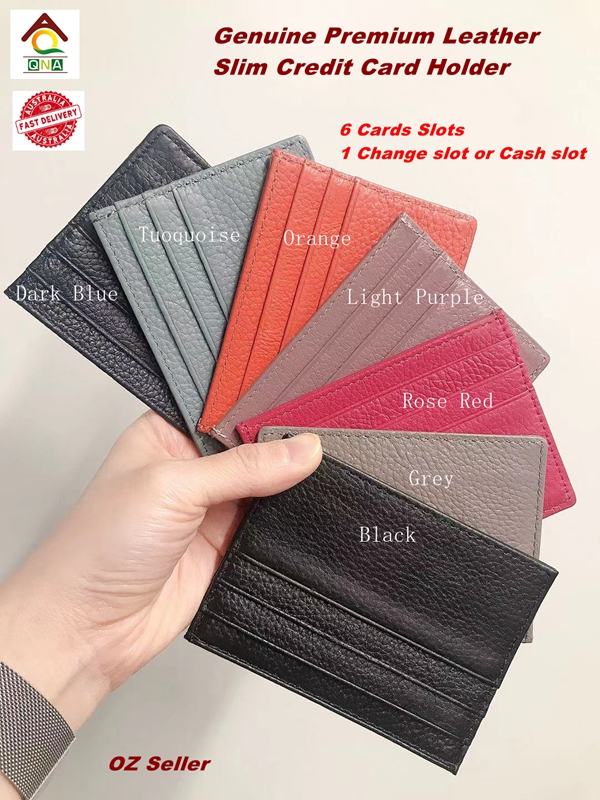 QNA
Genuine Premium Leather
Slim Credit Card Holder
AUSTRALIA
FAST DELIVERY
AUSTRALIA
6 Cards Slots
1 Change slot or Cash slot
Tuoquoise
Orange
Dark Blue
Light Purple
Rose Red
Grey
Black
OZ Seller